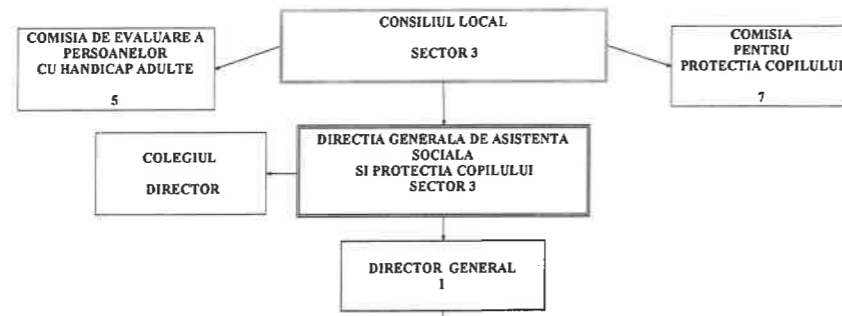 CONSILIUL LOCAL
SECTOR 3
COMISIA DE EVALUARE A
PERSOANELOR
CU HANDICAP ADULTE
5
COMISIA
PENTRU
PROTECTIA COPILULUI
7
DIRECTIA GENERALA DE ASISTENTA
SOCIALA
SI PROTECTIA COPILULUI
SECTOR 3
COLEGIUL
DIRECTOR
DIRECTOR GENERAL
1